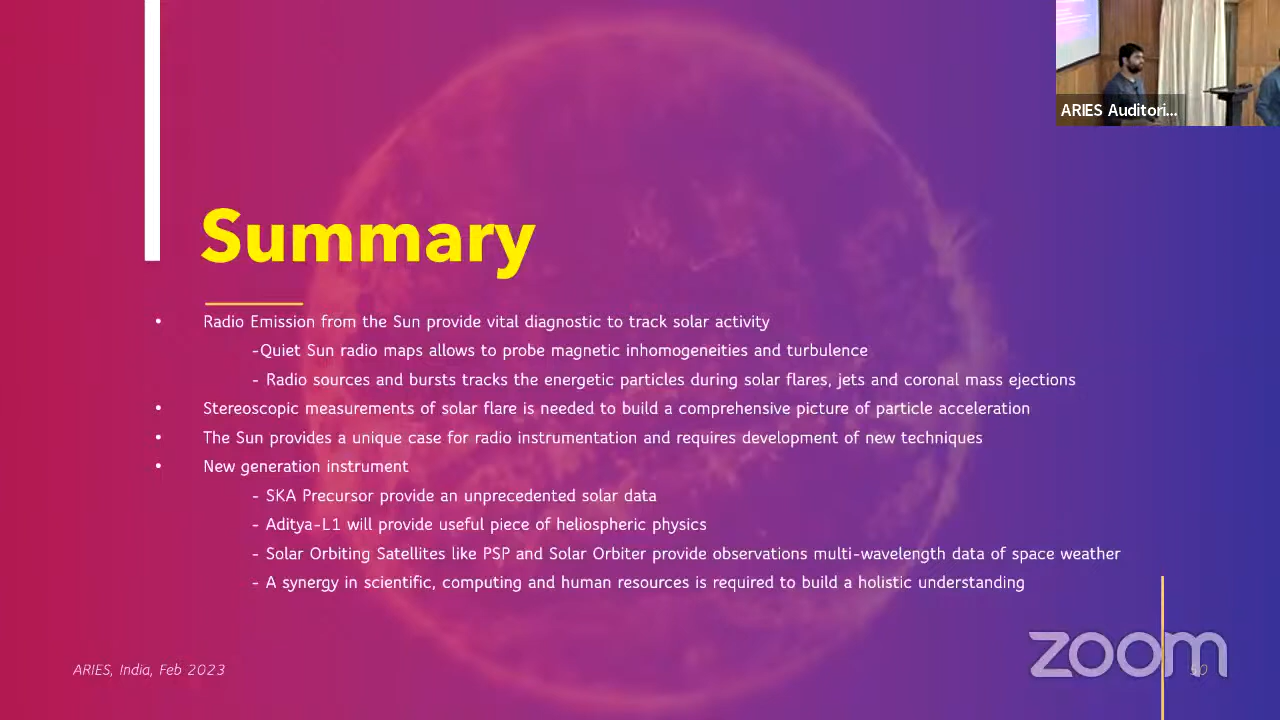 ARIES Auditori...
Summary
• Radio Emission from the Sun provide vital diagnostic to track solar activity
-Quiet Sun radio maps allows to probe magnetic inhomogeneities and turbulence
- Radio sources and bursts tracks the energetic particles during solar flares, jets and coronal mass ejections
• Stereoscopic measurements of solar flare is needed to build a comprehensive picture of particle acceleration
• The Sun provides a unique case for radio instrumentation and requires development of new techniques
• New generation instrument
- SKA Precursor provide an unprecedented solar data
- Aditya-L1 will provide useful piece of heliospheric physics
- Solar Orbiting Satellites like PSP and Solar Orbiter provide observations multi-wavelength data of space weather
- A synergy in scientific, computing and human resources is required to build a holistic understanding
ARIES, India, Feb 2023
zoom
50